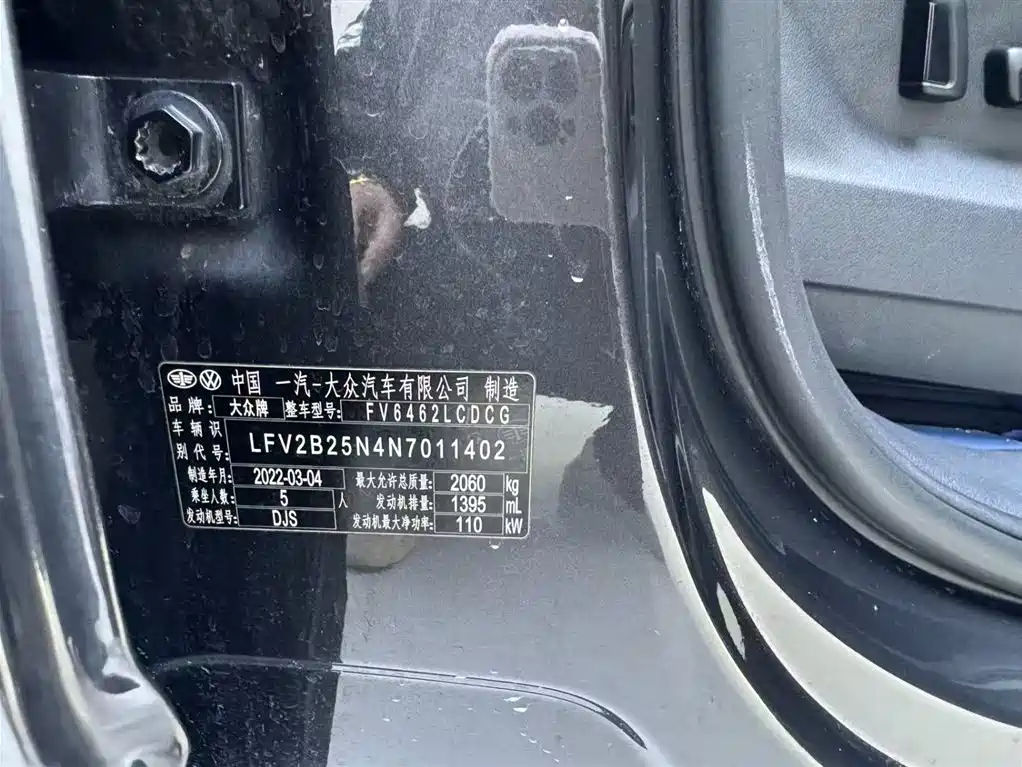 中国 一汽-大众汽车有限公司 制造
品牌: 大众牌 整车型号: FV6462LCDCG
车辆识别代号: LFV2B25N4N7011402
制造年月: 2022-03-04 最大允许总质量: 2060 kg
乘坐人数: 5 人 发动机排量: 1395 mL
发动机型号: DJS 发动机最大净功率: 110 kW